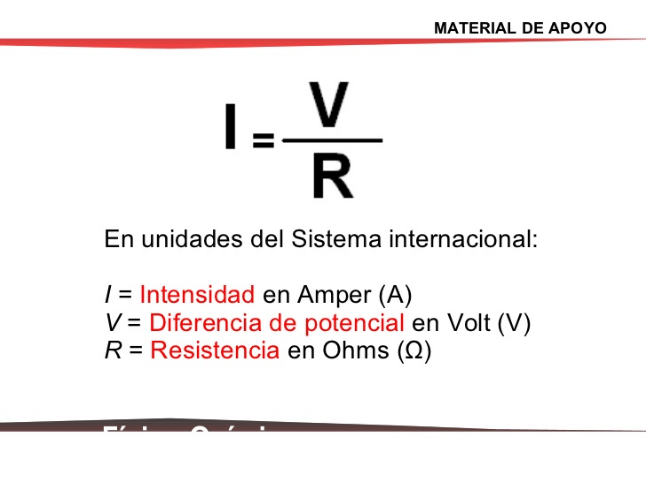 MATERIAL DE APOYO
I = V
R
En unidades del Sistema internacional:
I = Intensidad en Amper (A)
V = Diferencia de potencial en Volt (V)
R = Resistencia en Ohms (Ω)